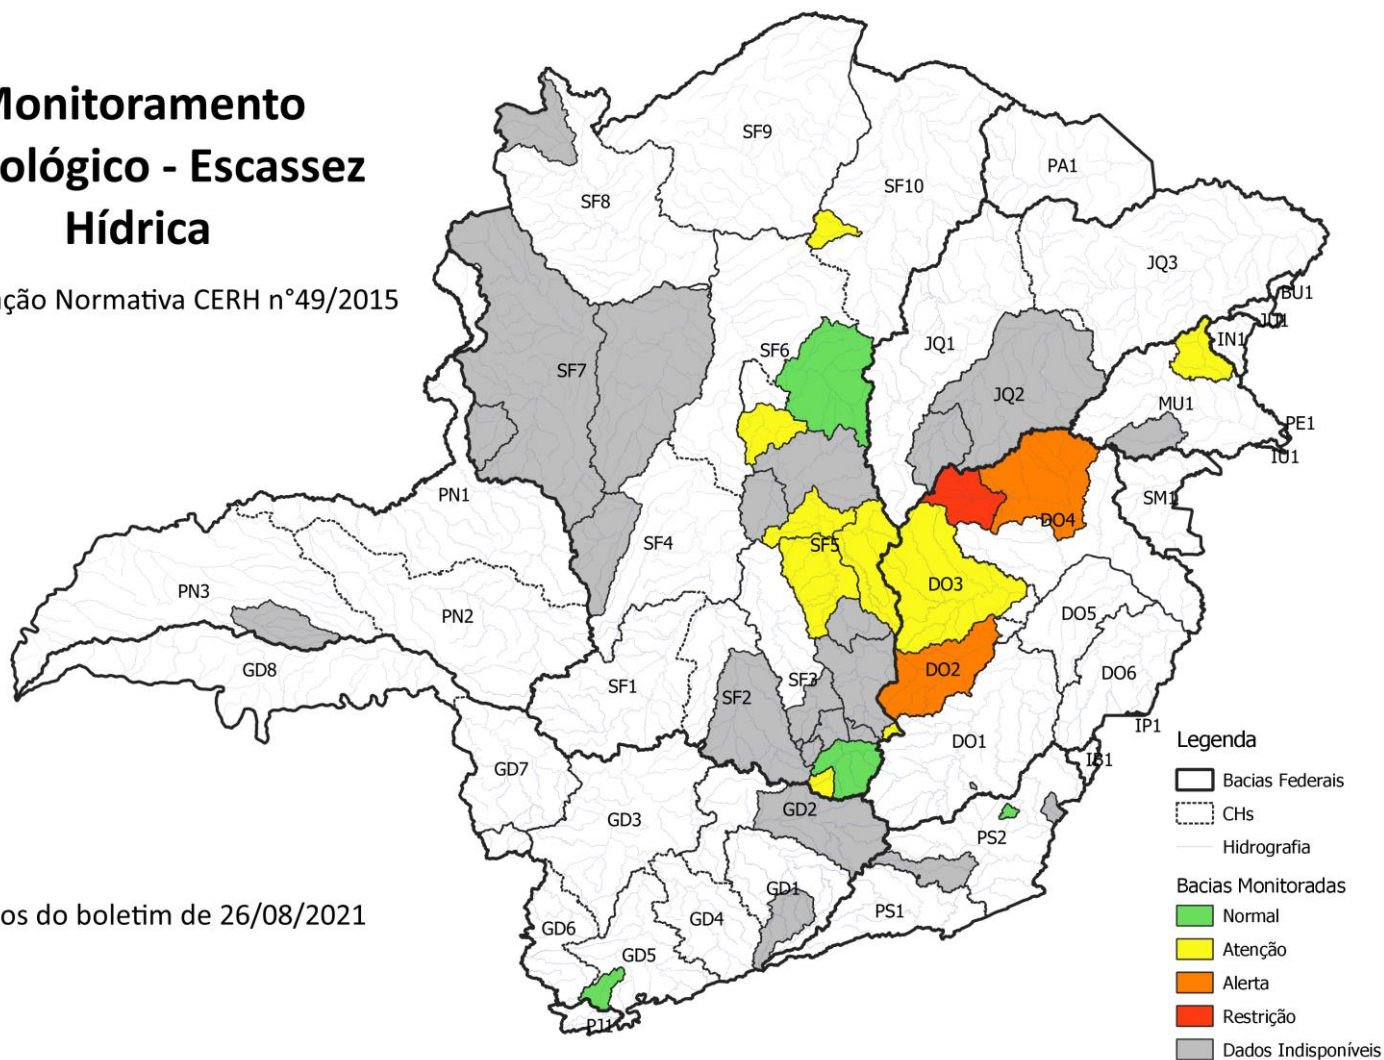 Monitoramento
ológico - Escassez
Hídrica
ação Normativa CERH n°49/2015
SF9
PA1
SF10
SF8
JQ3
BU1
JU1
IN1
JQ1
SF6
SF7
JQ2
MU1
PE1
IU1
PN1
SM1
DO4
SF4
SF5
DO3
PN3
PN2
DO5
GD8
DO2
DO6
SF3
SF1
SF2
IP1
DO1
IB1
GD7
GD2
GD3
PS2
GD1
PS1
GD4
GD6
GD5
PJ1
os do boletim de 26/08/2021
Legenda
Bacias Federais
CHs
Hidrografia
Bacias Monitoradas
Normal
Atenção
Alerta
Restrição
Dados Indisponíveis